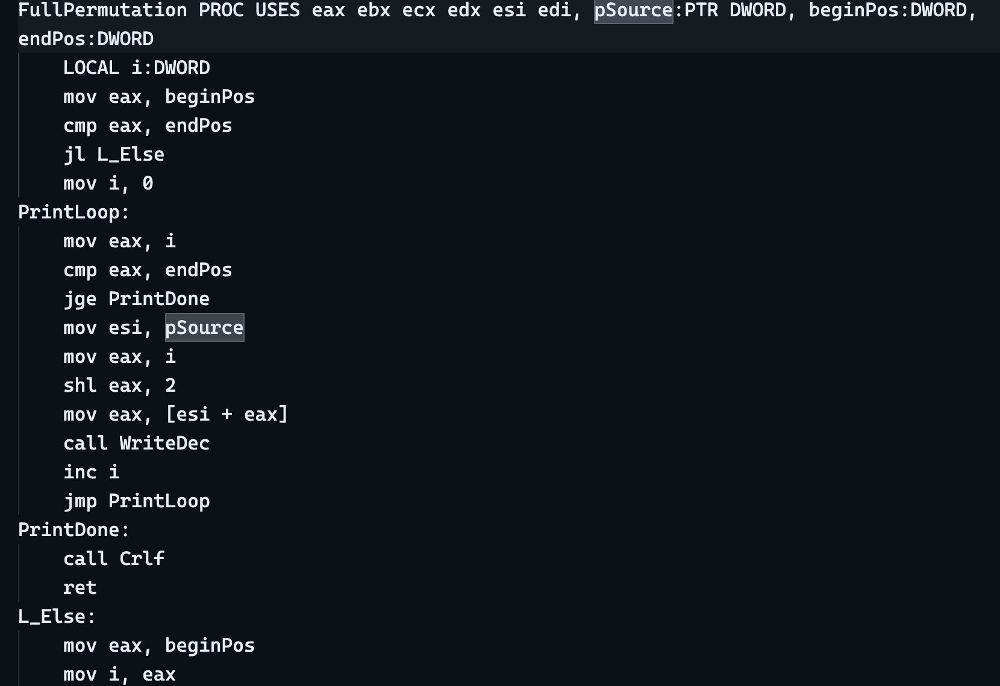 FullPermutation PROC USES eax ebx ecx edx esi edi, pSource:PTR DWORD, beginPos:DWORD,
endPos:DWORD
    LOCAL i:DWORD
    mov eax, beginPos
    cmp eax, endPos
    jl L_Else
    mov i, 0
PrintLoop:
    mov eax, i
    cmp eax, endPos
    jge PrintDone
    mov esi, pSource
    mov eax, i
    shl eax, 2
    mov eax, [esi + eax]
    call WriteDec
    inc i
    jmp PrintLoop
PrintDone:
    call Crlf
    ret
L_Else:
    mov eax, beginPos
    mov i, eax